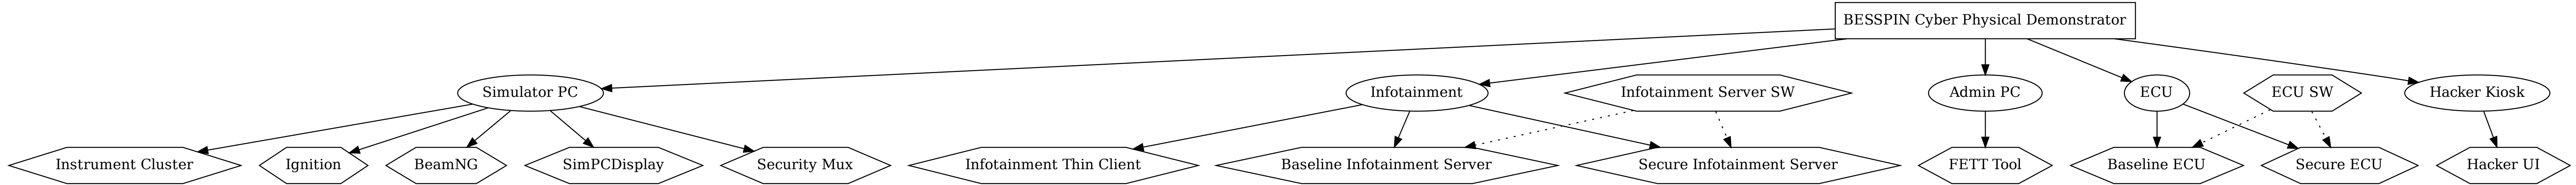 BESSPIN Cyber Physical Demonstrator
Simulator PC
Infotainment
Infotainment Server SW
Admin PC
ECU
ECU SW
Hacker Kiosk
Instrument Cluster
Ignition
BeamNG
SimPCDisplay
Security Mux
Infotainment Thin Client
Baseline Infotainment Server
Secure Infotainment Server
FETT Tool
Baseline ECU
Secure ECU
Hacker UI